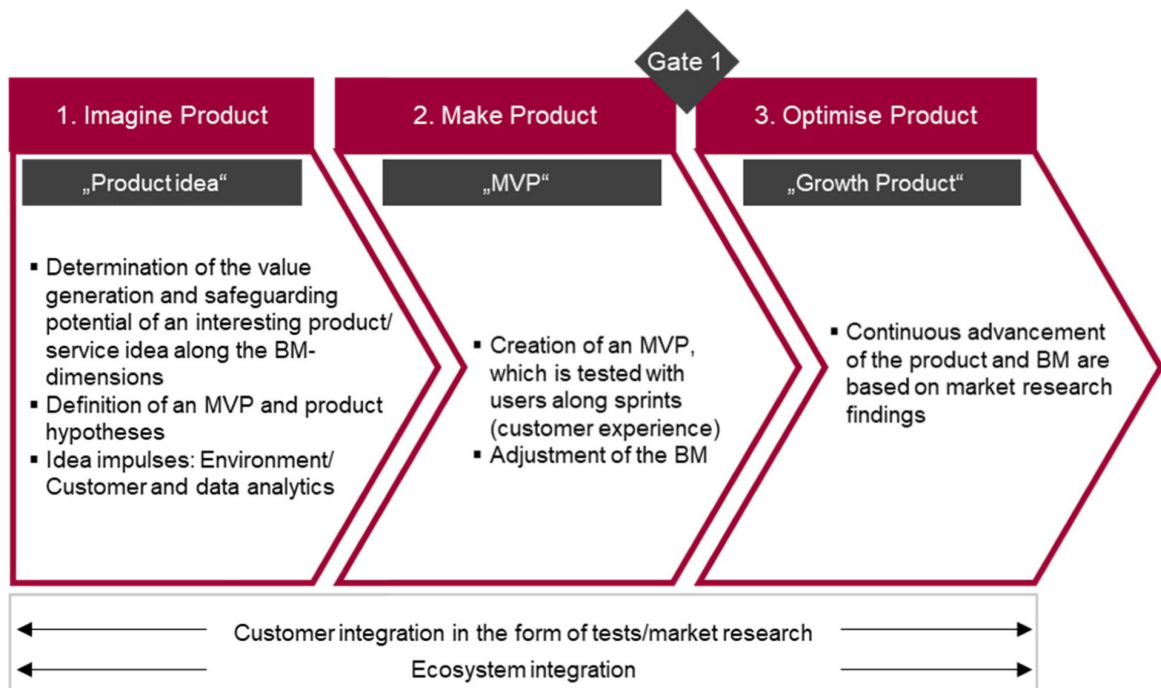 Gate 1
1. Imagine Product
2. Make Product
3. Optimise Product
„Product idea“
„MVP“
„Growth Product“
▪ Determination of the value
generation and safeguarding
potential of an interesting product/
service idea along the BM-
dimensions
▪ Definition of an MVP and product
hypotheses
▪ Idea impulses: Environment/
Customer and data analytics
▪ Creation of an MVP,
which is tested with
users along sprints
(customer experience)
▪ Adjustment of the BM
▪ Continuous advancement
of the product and BM are
based on market research
findings
Customer integration in the form of tests/market research
Ecosystem integration